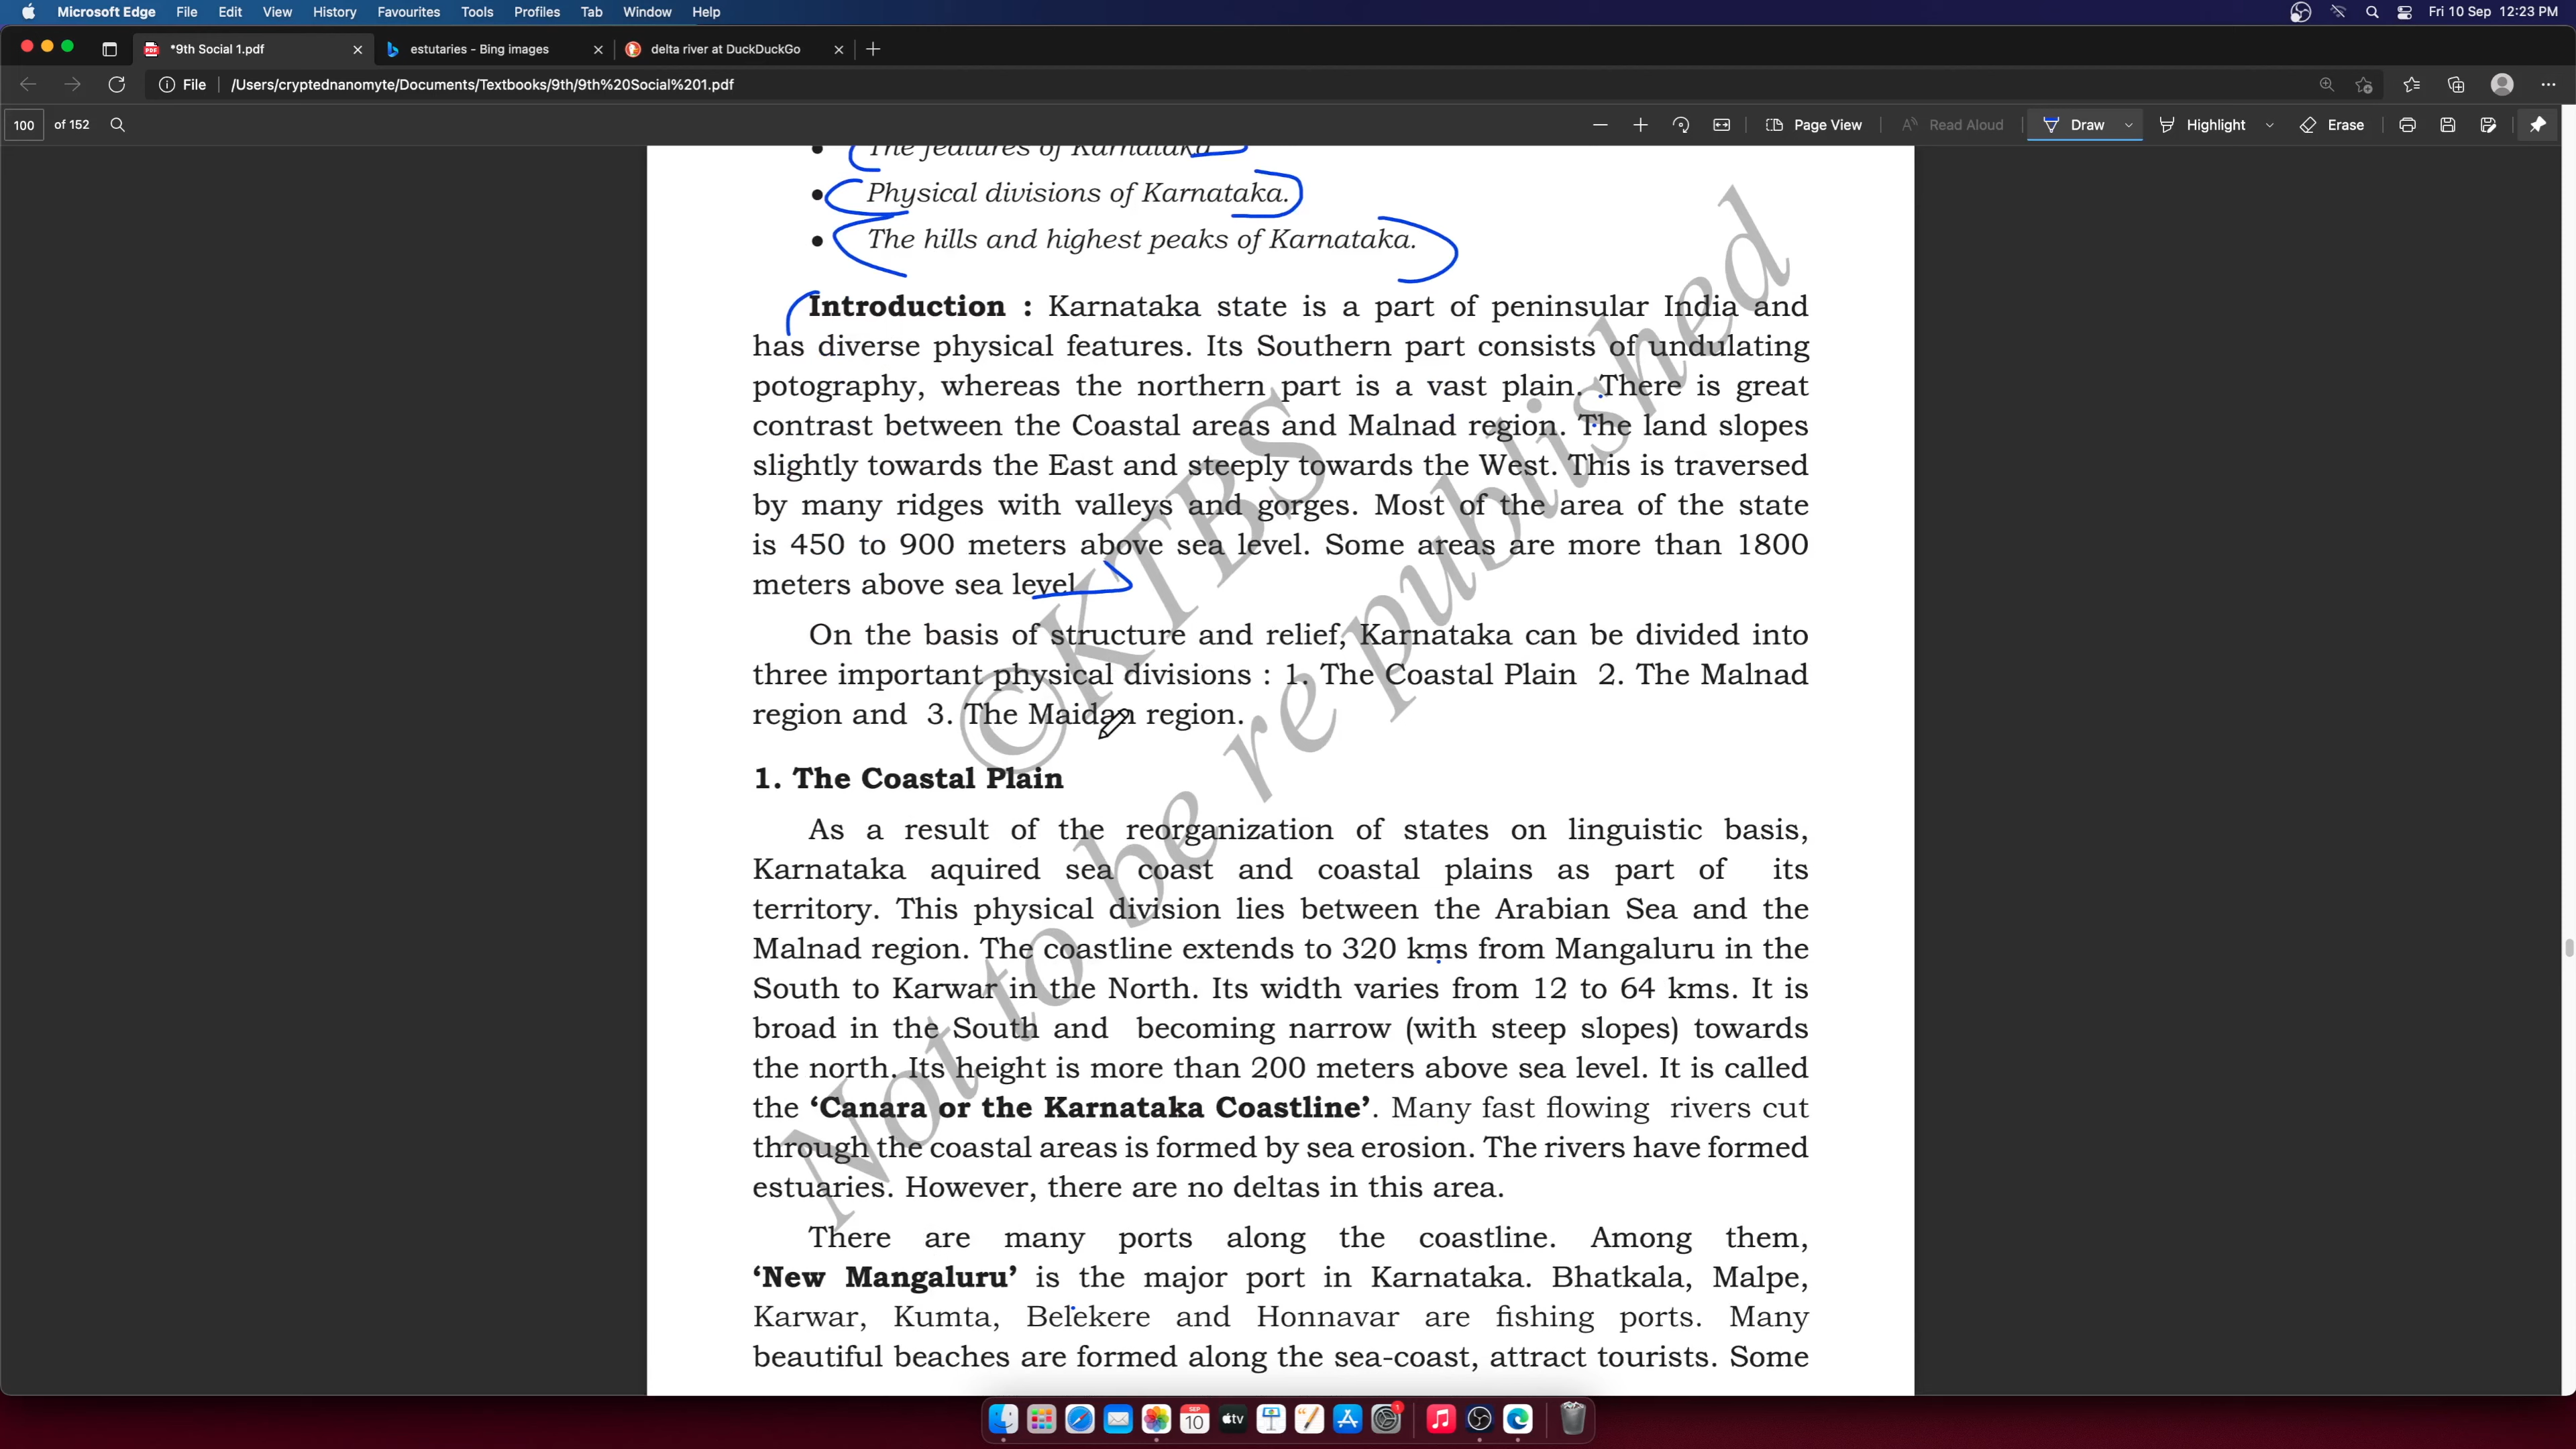 Microsoft Edge File Edit View History Favourites Tools Profiles Tab Window Help Fri 10 Sep 12:23 PM
*9th Social 1.pdf estutaries - Bing images delta river at DuckDuckGo
File /Users/cryptednanomyte/Documents/Textbooks/9th/9th%20Social%201.pdf
100 of 152 Page View Read Aloud Draw Highlight Erase
• The features of Karnataka
• Physical divisions of Karnataka.
• The hills and highest peaks of Karnataka.
Introduction : Karnataka state is a part of peninsular India and
has diverse physical features. Its Southern part consists of undulating
potography, whereas the northern part is a vast plain. There is great
contrast between the Coastal areas and Malnad region. The land slopes
slightly towards the East and steeply towards the West. This is traversed
by many ridges with valleys and gorges. Most of the area of the state
is 450 to 900 meters above sea level. Some areas are more than 1800
meters above sea level
On the basis of structure and relief, Karnataka can be divided into
three important physical divisions : 1. The Coastal Plain 2. The Malnad
region and 3. The Maidan region.
1. The Coastal Plain
As a result of the reorganization of states on linguistic basis,
Karnataka aquired sea coast and coastal plains as part of its
territory. This physical division lies between the Arabian Sea and the
Malnad region. The coastline extends to 320 kms from Mangaluru in the
South to Karwar in the North. Its width varies from 12 to 64 kms. It is
broad in the South and becoming narrow (with steep slopes) towards
the north. Its height is more than 200 meters above sea level. It is called
the ‘Canara or the Karnataka Coastline’. Many fast flowing rivers cut
through the coastal areas is formed by sea erosion. The rivers have formed
estuaries. However, there are no deltas in this area.
There are many ports along the coastline. Among them,
‘New Mangaluru’ is the major port in Karnataka. Bhatkala, Malpe,
Karwar, Kumta, Belekere and Honnavar are fishing ports. Many
beautiful beaches are formed along the sea-coast, attract tourists. Some
©KTBS
Not to be re published
SEP
10
tv
1